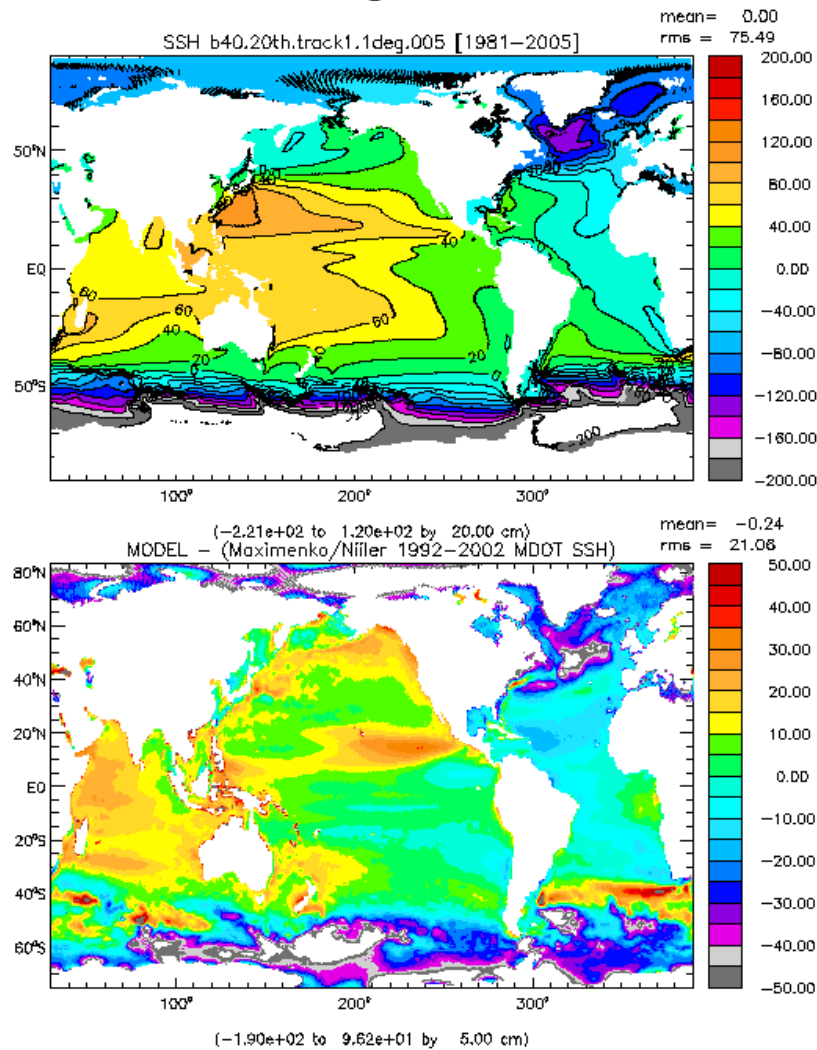 mean= 0.00
rms = 75.49
SSH b40.20th.track1.1deg.005 [1981-2005]
200.00
160.00
120.00
80.00
40.00
0.00
-40.00
-80.00
-120.00
-160.00
-200.00
50°N
EQ
50°S
40
0
60
60
60
40
20
20
0
-200
100°
200°
300°
(-2.21e+02 to 1.20e+02 by 20.00 cm)
mean= -0.24
rms = 21.06
MODEL - (Maximenko/Niiler 1992-2002 MDOT SSH)
50.00
40.00
30.00
20.00
10.00
0.00
-10.00
-20.00
-30.00
-40.00
-50.00
80°N
60°N
40°N
20°N
EQ
20°S
40°S
60°S
100°
200°
300°
(-1.90e+02 to 9.62e+01 by 5.00 cm)